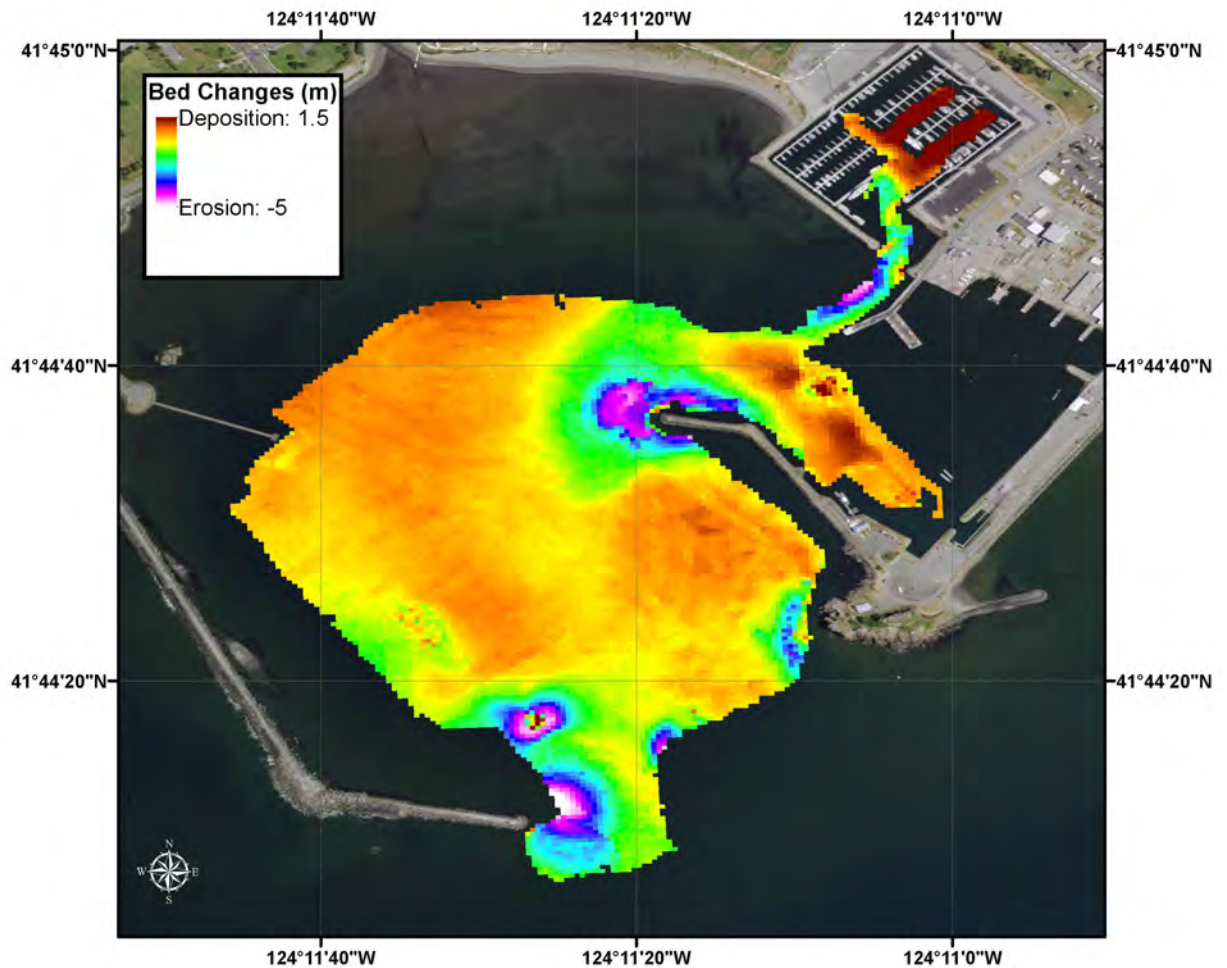 124°11'40"W 124°11'20"W 124°11'0"W
41°45'0"N 41°45'0"N
Bed Changes (m)
Deposition: 1.5
Erosion: -5
41°44'40"N 41°44'40"N
41°44'20"N 41°44'20"N
N
W E
S
124°11'40"W 124°11'20"W 124°11'0"W